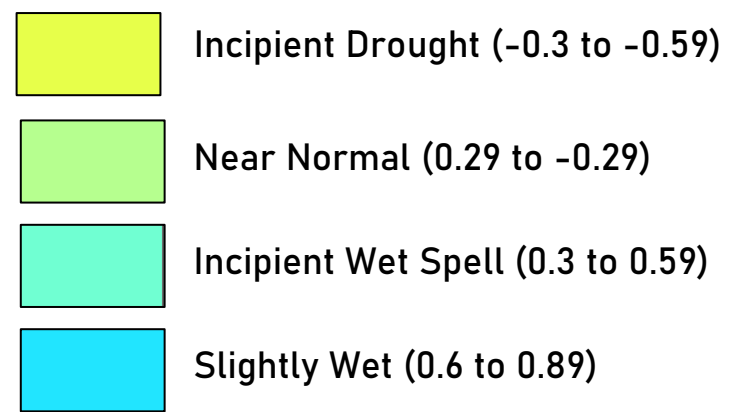 Incipient Drought (-0.3 to -0.59)
Near Normal (0.29 to -0.29)
Incipient Wet Spell (0.3 to 0.59)
Slightly Wet (0.6 to 0.89)